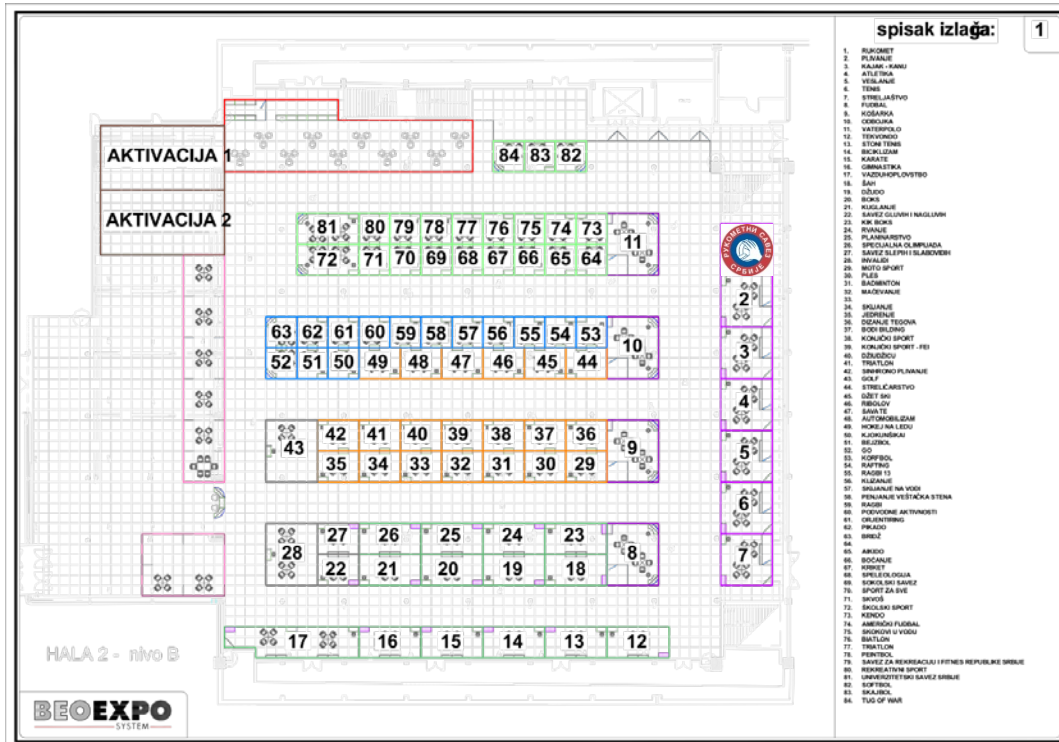 spisak izlağa:
1
1. RUKOMET
2. PLIVANJE
3. KAJAK - KANU
4. ATLETIKA
5. VESLANJE
6. TENIS
7. STRELJAŠTVO
8. FUDBAL
9. KOŠARKA
10. ODBOJKA
11. VATERPOLO
12. TEKVONDO
13. STONI TENIS
14. BICIKLIZAM
15. KARATE
16. GIMNASTIKA
17. VAZDUHOPLOVSTVO
18. ŠAH
19. DŽUDO
20. BOKS
21. KUGLANJE
22. SAVEZ GLUVIH I NAGLUVIH
23. KIK BOKS
24. RVANJE
25. PLANINARSTVO
26. SPECIJALNA OLIMPIJADA
27. SAVEZ SLEPIH I SLABOVIDIH
28. INVALIDI
29. MOTO SPORT
30. PLES
31. BADMINTON
32. MAČEVANJE
33.
34. SKIJANJE
35. JEDRENJE
36. DIZANJE TEGOVA
37. BODI BILDING
38. KONJIČKI SPORT
39. KONJIČKI SPORT - FEI
40. DŽIUDŽICU
41. TRIATLON
42. SINHRONO PLIVANJE
43. GOLF
44. STRELIČARSTVO
45. DŽET SKI
46. RIBOLOV
47. SAVATE
48. AUTOMOBILIZAM
49. HOKEJ NA LEDU
50. KJOKUNŠIKAI
51. BEJZBOL
52. GO
53. KORFBOL
54. RAFTING
55. RAGBI 13
56. KLIZANJE
57. SKIJANJE NA VODI
58. PENJANJE VEŠTAČKA STENA
59. RAGBI
60. PODVODNE AKTIVNOSTI
61. ORIJENTIRING
62. PIKADO
63. BRIDŽ
64.
65. AIKIDO
66. BOĆANJE
67. KRIKET
68. SPELEOLOGIJA
69. SOKOLSKI SAVEZ
70. SPORT ZA SVE
71. SKVOŠ
72. ŠKOLSKI SPORT
73. KENDO
74. AMERIČKI FUDBAL
75. SKOKOVI U VODU
76. BIATLON
77. TRIATLON
78. PEINTBOL
79. SAVEZ ZA REKREACIJU I FITNES REPUBLIKE SRBIJE
80. REKREATIVNI SPORT
81. UNIVERZITETSKI SAVEZ SRBIJE
82. SOFTBOL
83. SKAJBOL
84. TUG OF WAR
AKTIVACIJA 1
AKTIVACIJA 2
84 83 82
81 80 79 78 77 76 75 74 73
72 71 70 69 68 67 66 65 64
11
РУКОМЕТНИ САВЕЗ СРБИЈЕ
2
63 62 61 60 59 58 57 56 55 54 53
52 51 50 49 48 47 46 45 44
10
3
4
43
42 41 40 39 38 37 36
35 34 33 32 31 30 29
9
5
6
28
27 26 25 24 23
22 21 20 19 18
8
7
17 16 15 14 13 12
HALA 2 - nivo B
BEOEXPO
SYSTEM